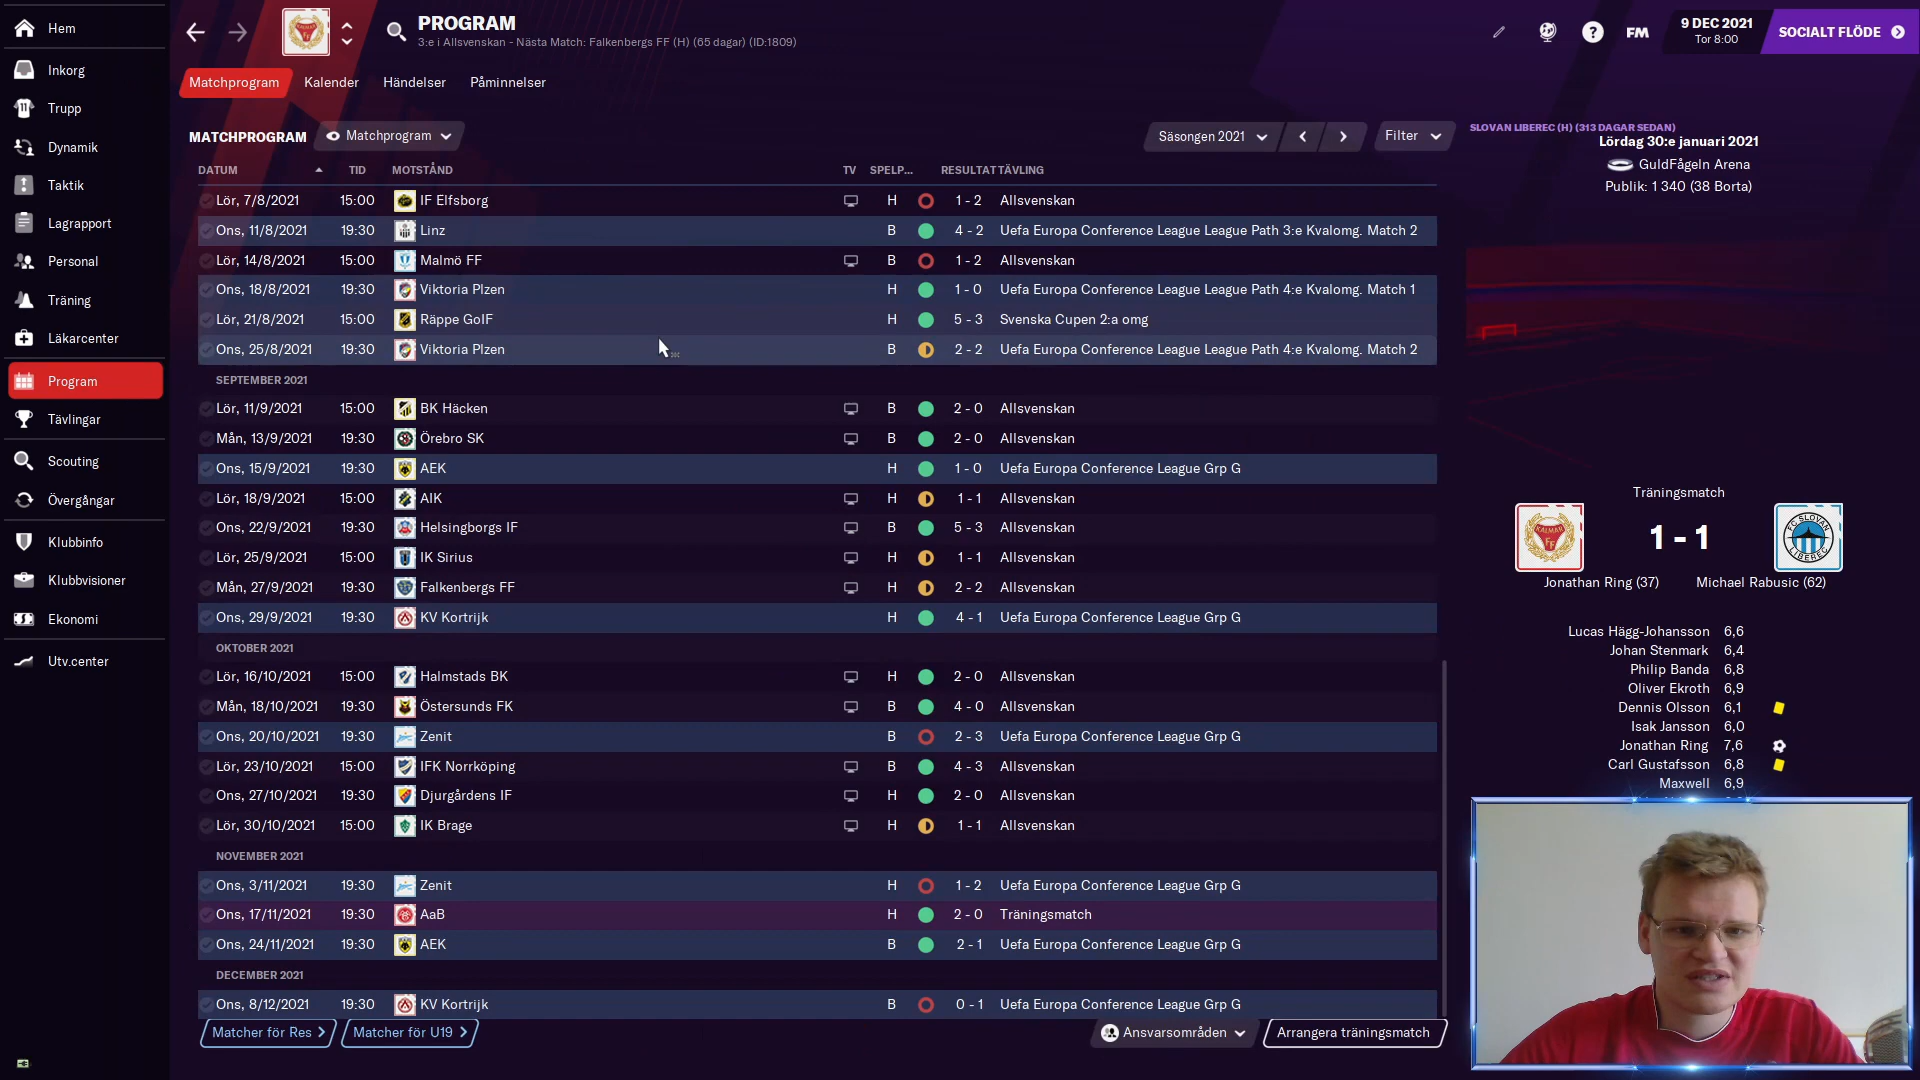 Hem
Inkorg
Trupp
Dynamik
Taktik
Lagrapport
Personal
Träning
Läkarcenter
Program
Tävlingar
Scouting
Övergångar
Klubbinfo
Klubbvisioner
Ekonomi
Utv.center
PROGRAM
3:e i Allsvenskan - Nästa Match: Falkenbergs FF (H) (65 dagar) (ID:1809)
FM
9 DEC 2021
Tor 8:00
SOCIALT FLÖDE
Matchprogram Kalender Händelser Påminnelser
MATCHPROGRAM Matchprogram Säsongen 2021 Filter
DATUM TID MOTSTÅND TV SPELP... RESULTAT TÄVLING
Lör, 7/8/2021 15:00 IF Elfsborg H 1 - 2 Allsvenskan
Ons, 11/8/2021 19:30 Linz B 4 - 2 Uefa Europa Conference League League Path 3:e Kvalomg. Match 2
Lör, 14/8/2021 15:00 Malmö FF B 1 - 2 Allsvenskan
Ons, 18/8/2021 19:30 Viktoria Plzen H 1 - 0 Uefa Europa Conference League League Path 4:e Kvalomg. Match 1
Lör, 21/8/2021 15:00 Räppe GoIF H 5 - 3 Svenska Cupen 2:a omg
Ons, 25/8/2021 19:30 Viktoria Plzen B 2 - 2 Uefa Europa Conference League League Path 4:e Kvalomg. Match 2
SEPTEMBER 2021
Lör, 11/9/2021 15:00 BK Häcken B 2 - 0 Allsvenskan
Mån, 13/9/2021 19:30 Örebro SK B 2 - 0 Allsvenskan
Ons, 15/9/2021 19:30 AEK H 1 - 0 Uefa Europa Conference League Grp G
Lör, 18/9/2021 15:00 AIK H 1 - 1 Allsvenskan
Ons, 22/9/2021 19:30 Helsingborgs IF B 5 - 3 Allsvenskan
Lör, 25/9/2021 15:00 IK Sirius H 1 - 1 Allsvenskan
Mån, 27/9/2021 19:30 Falkenbergs FF H 2 - 2 Allsvenskan
Ons, 29/9/2021 19:30 KV Kortrijk H 4 - 1 Uefa Europa Conference League Grp G
OKTOBER 2021
Lör, 16/10/2021 15:00 Halmstads BK H 2 - 0 Allsvenskan
Mån, 18/10/2021 19:30 Östersunds FK B 4 - 0 Allsvenskan
Ons, 20/10/2021 19:30 Zenit B 2 - 3 Uefa Europa Conference League Grp G
Lör, 23/10/2021 15:00 IFK Norrköping B 4 - 3 Allsvenskan
Ons, 27/10/2021 19:30 Djurgårdens IF H 2 - 0 Allsvenskan
Lör, 30/10/2021 15:00 IK Brage H 1 - 1 Allsvenskan
NOVEMBER 2021
Ons, 3/11/2021 19:30 Zenit H 1 - 2 Uefa Europa Conference League Grp G
Ons, 17/11/2021 19:30 AaB H 2 - 0 Träningsmatch
Ons, 24/11/2021 19:30 AEK B 2 - 1 Uefa Europa Conference League Grp G
DECEMBER 2021
Ons, 8/12/2021 19:30 KV Kortrijk B 0 - 1 Uefa Europa Conference League Grp G
Matcher för Res Matcher för U19 Ansvarsområden Arrangera träningsmatch
SLOVAN LIBEREC (H) (313 DAGAR SEDAN)
Lördag 30:e januari 2021
GuldFågeln Arena
Publik: 1 340 (38 Borta)
Träningsmatch
KALMAR FF 1 - 1 FC SLOVAN LIBEREC
Jonathan Ring (37) Michael Rabusic (62)
Lucas Hägg-Johansson 6,6
Johan Stenmark 6,4
Philip Banda 6,8
Oliver Ekroth 6,9
Dennis Olsson 6,1
Isak Jansson 6,0
Jonathan Ring 7,6
Carl Gustafsson 6,8
Maxwell 6,9